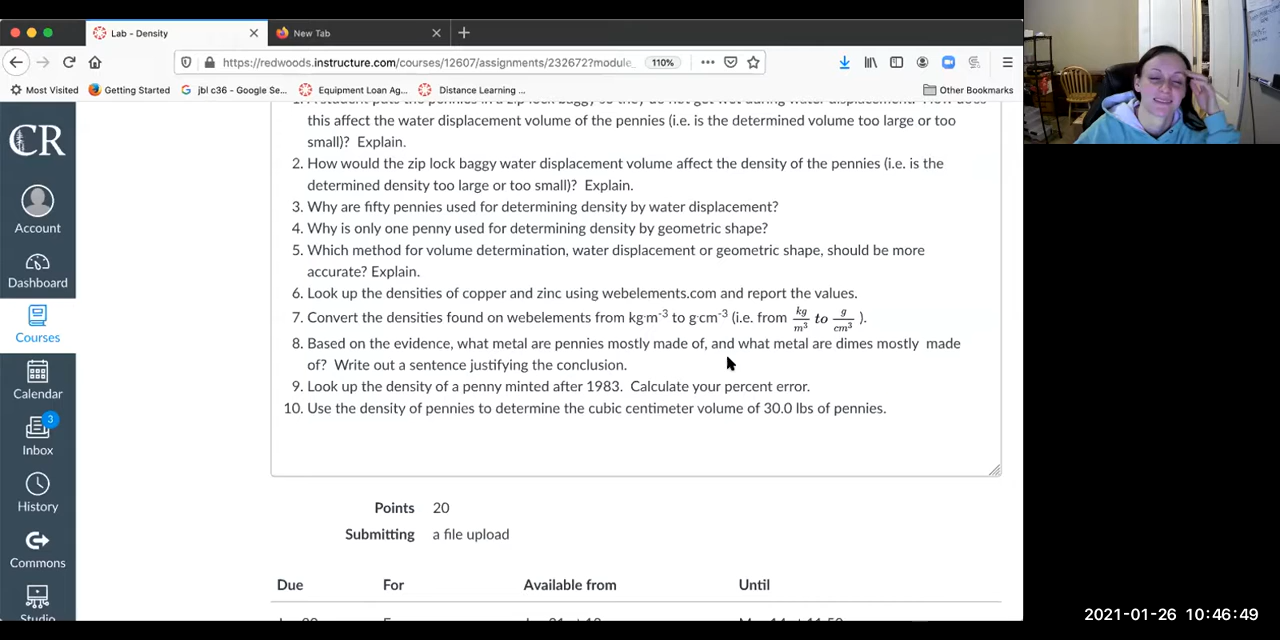 Lab - Density
New Tab
https://redwoods.instructure.com/courses/12607/assignments/232672?module_
110%
Most Visited
Getting Started
jbl c36 - Google Se...
Equipment Loan Ag...
Distance Learning ...
Other Bookmarks
CR
Account
Dashboard
Courses
Calendar
3
Inbox
History
Commons
Studio
this affect the water displacement volume of the pennies (i.e. is the determined volume too large or too
small)? Explain.
2. How would the zip lock baggy water displacement volume affect the density of the pennies (i.e. is the
determined density too large or too small)? Explain.
3. Why are fifty pennies used for determining density by water displacement?
4. Why is only one penny used for determining density by geometric shape?
5. Which method for volume determination, water displacement or geometric shape, should be more
accurate? Explain.
6. Look up the densities of copper and zinc using webelements.com and report the values.
7. Convert the densities found on webelements from kg·m-3 to g·cm-3 (i.e. from kg/m3 to g/cm3 ).
8. Based on the evidence, what metal are pennies mostly made of, and what metal are dimes mostly made
of? Write out a sentence justifying the conclusion.
9. Look up the density of a penny minted after 1983. Calculate your percent error.
10. Use the density of pennies to determine the cubic centimeter volume of 30.0 lbs of pennies.
Points 20
Submitting a file upload
Due For Available from Until
2021-01-26 10:46:49